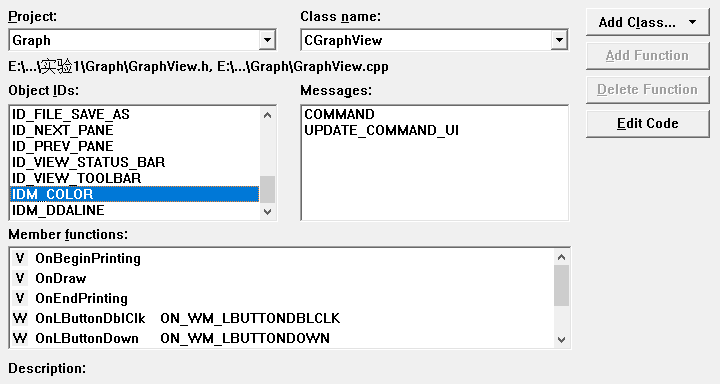 Project:
Class name:
Graph
CGraphView
Add Class...
E:\...\实验1\Graph\GraphView.h, E:\...\Graph\GraphView.cpp
Add Function
Object IDs:
Messages:
Delete Function
ID_FILE_SAVE_AS
COMMAND
ID_NEXT_PANE
UPDATE_COMMAND_UI
Edit Code
ID_PREV_PANE
ID_VIEW_STATUS_BAR
ID_VIEW_TOOLBAR
IDM_COLOR
IDM_DDALINE
Member functions:
V OnBeginPrinting
V OnDraw
V OnEndPrinting
W OnLButtonDblClk ON_WM_LBUTTONDBLCLK
W OnLButtonDown ON_WM_LBUTTONDOWN
Description: